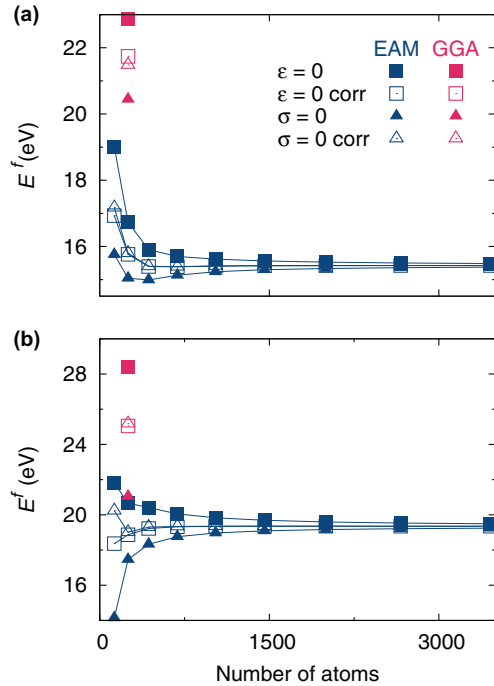 (a)
EAM GGA
ε = 0
ε = 0 corr
σ = 0
σ = 0 corr
22
20
18
16
E^f (eV)
(b)
28
24
20
16
E^f (eV)
0 1500 3000
Number of atoms